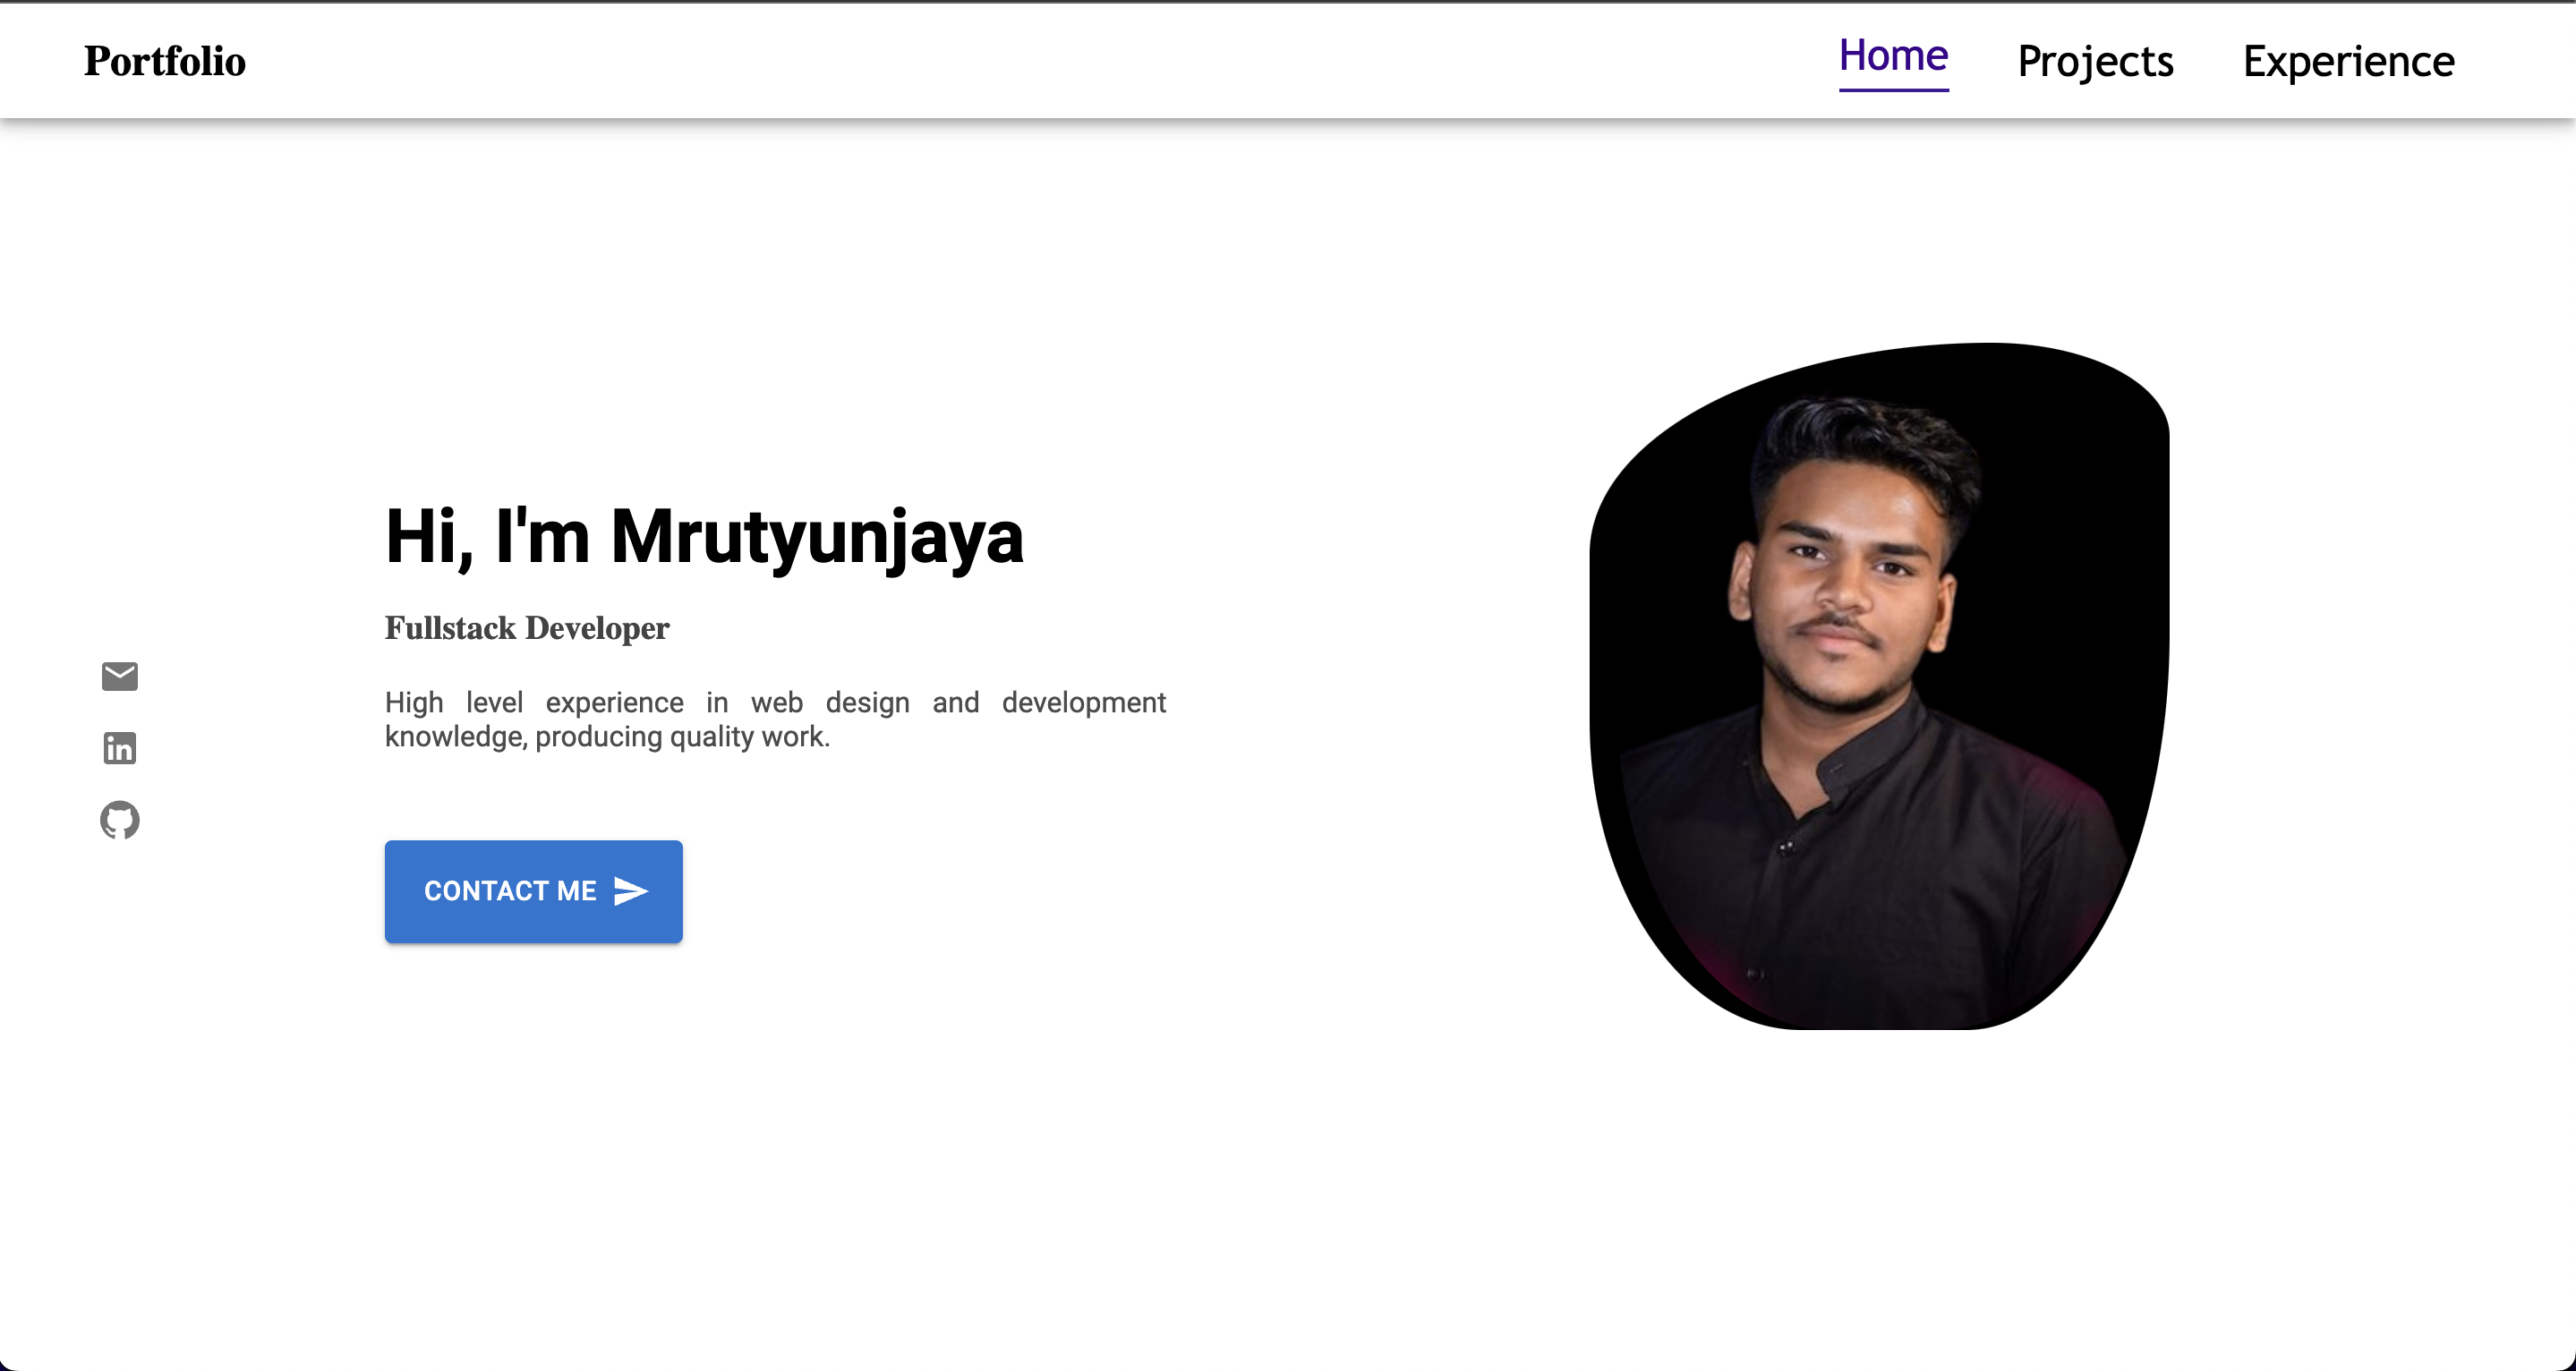 Portfolio
Home
Projects
Experience
Hi, I'm Mrutyunjaya
Fullstack Developer
High level experience in web design and development
knowledge, producing quality work.
CONTACT ME
in